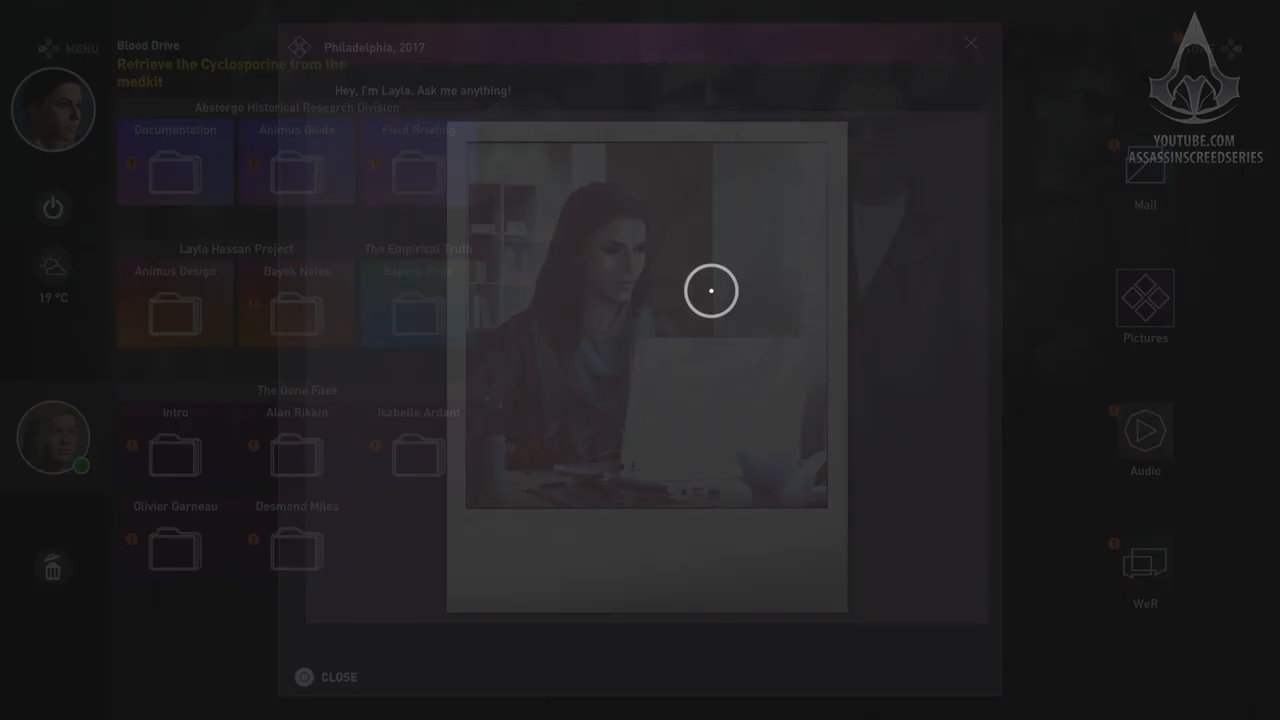 MENU
Blood Drive
Retrieve the Cyclosporine from the
medkit
Philadelphia, 2017
Hey, I'm Layla. Ask me anything!
Abstergo Historical Research Division
Documentation
Animus Guide
Field Briefing
Layla Hassan Project
The Empirical Truth
Animus Design
Bayek Notes
19 °C
The Gone Files
Intro
Alan Rikkin
Isabelle Ardant
Olivier Garneau
Desmond Miles
CLOSE
YOUTUBE.COM
ASSASSINSCREEDSERIES
Mail
Pictures
Audio
WeR